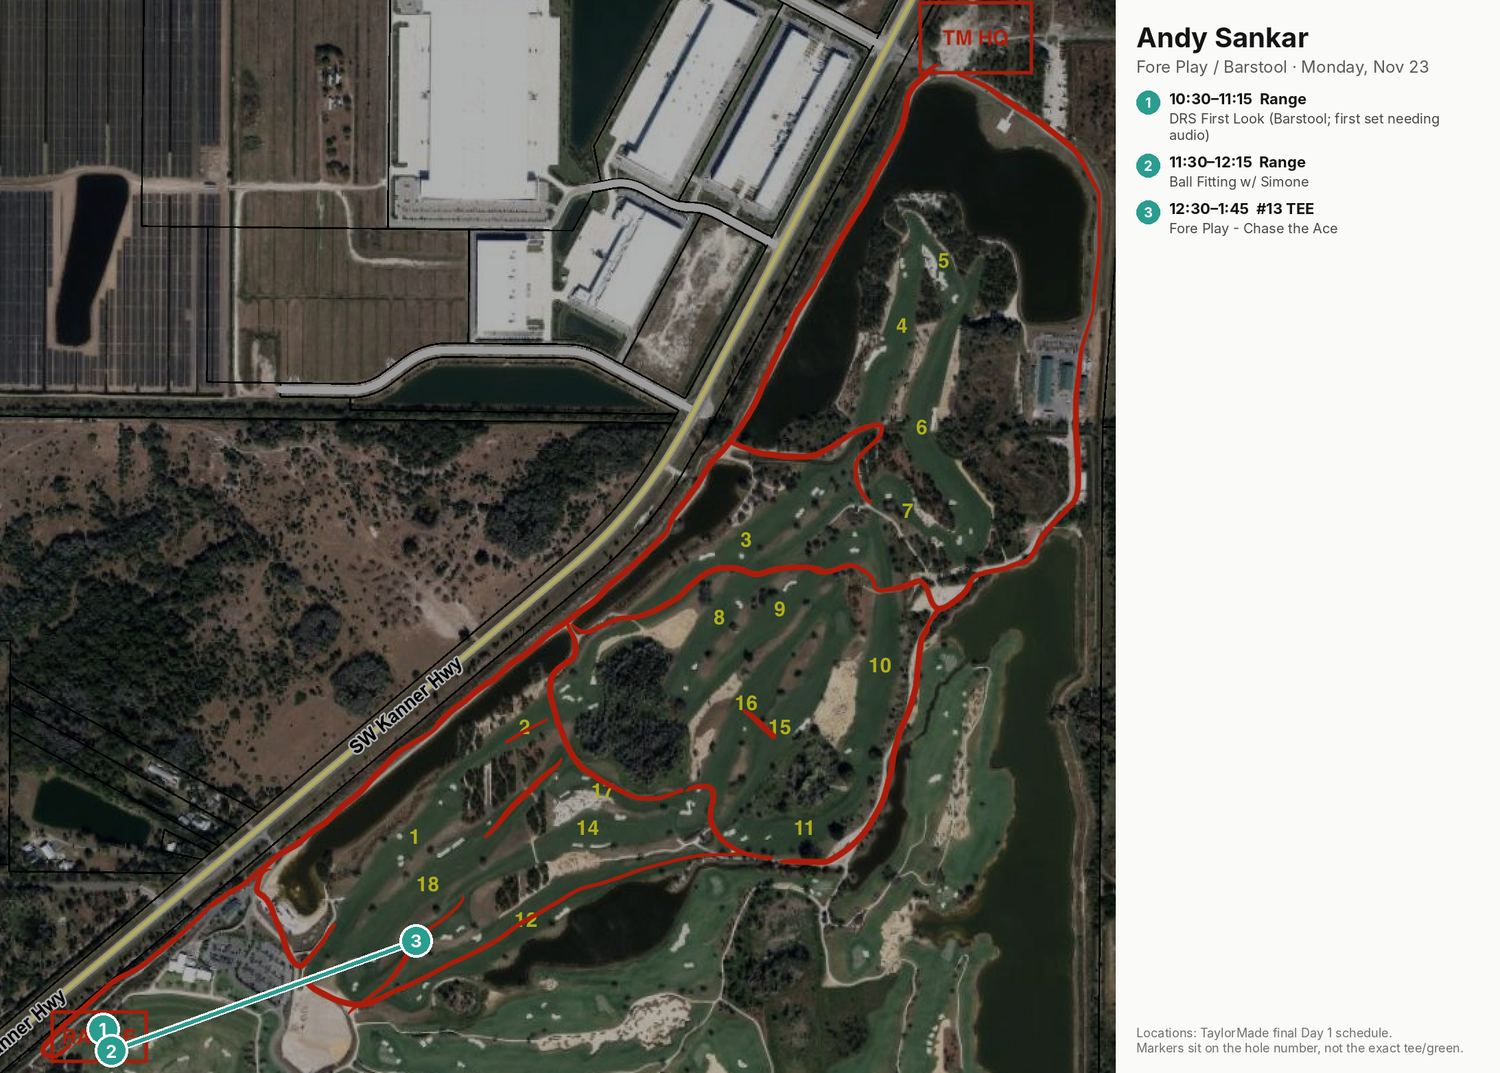 Andy Sankar
Fore Play / Barstool · Monday, Nov 23
1 10:30–11:15 Range
DRS First Look (Barstool; first set needing
audio)
2 11:30–12:15 Range
Ball Fitting w/ Simone
3 12:30–1:45 #13 TEE
Fore Play - Chase the Ace
TM HQ
5
4
6
7
3
8
9
10
16
15
2
17
14
11
1
18
12
3
1
2
SW Kanner Hwy
nner Hwy
Locations: TaylorMade final Day 1 schedule.
Markers sit on the hole number, not the exact tee/green.